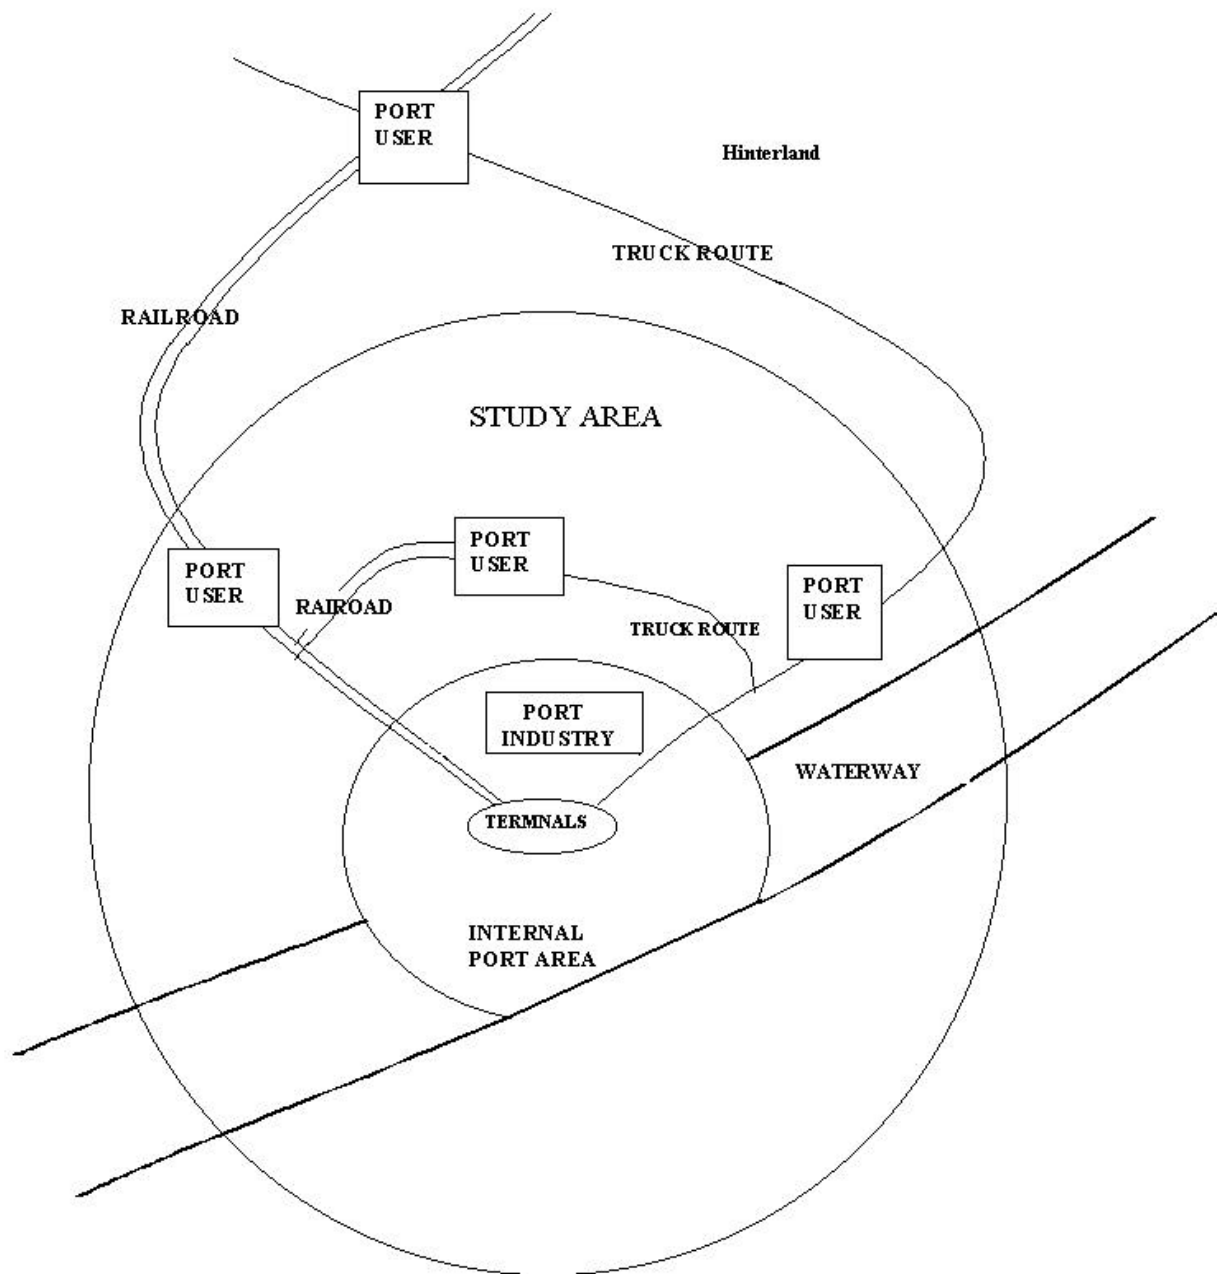 PORT
USER
Hinterland
TRUCK ROUTE
RAILROAD
STUDY AREA
PORT
USER
PORT
USER
PORT
USER
RAIROAD
TRUCK ROUTE
PORT
INDUSTRY
WATERWAY
TERMNALS
INTERNAL
PORT AREA